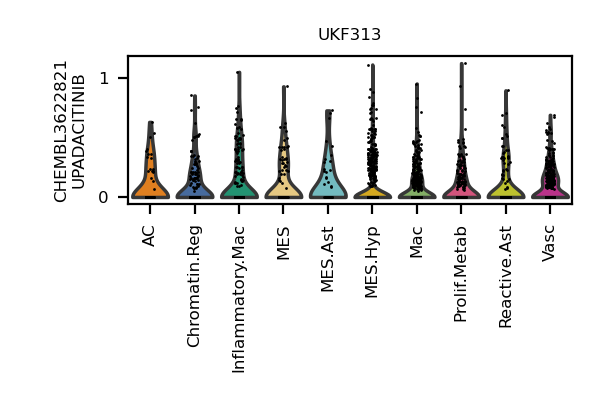 UKF313
CHEMBL3622821
UPADACITINIB
1
0
AC
Chromatin.Reg
Inflammatory.Mac
MES
MES.Ast
MES.Hyp
Mac
Prolif.Metab
Reactive.Ast
Vasc